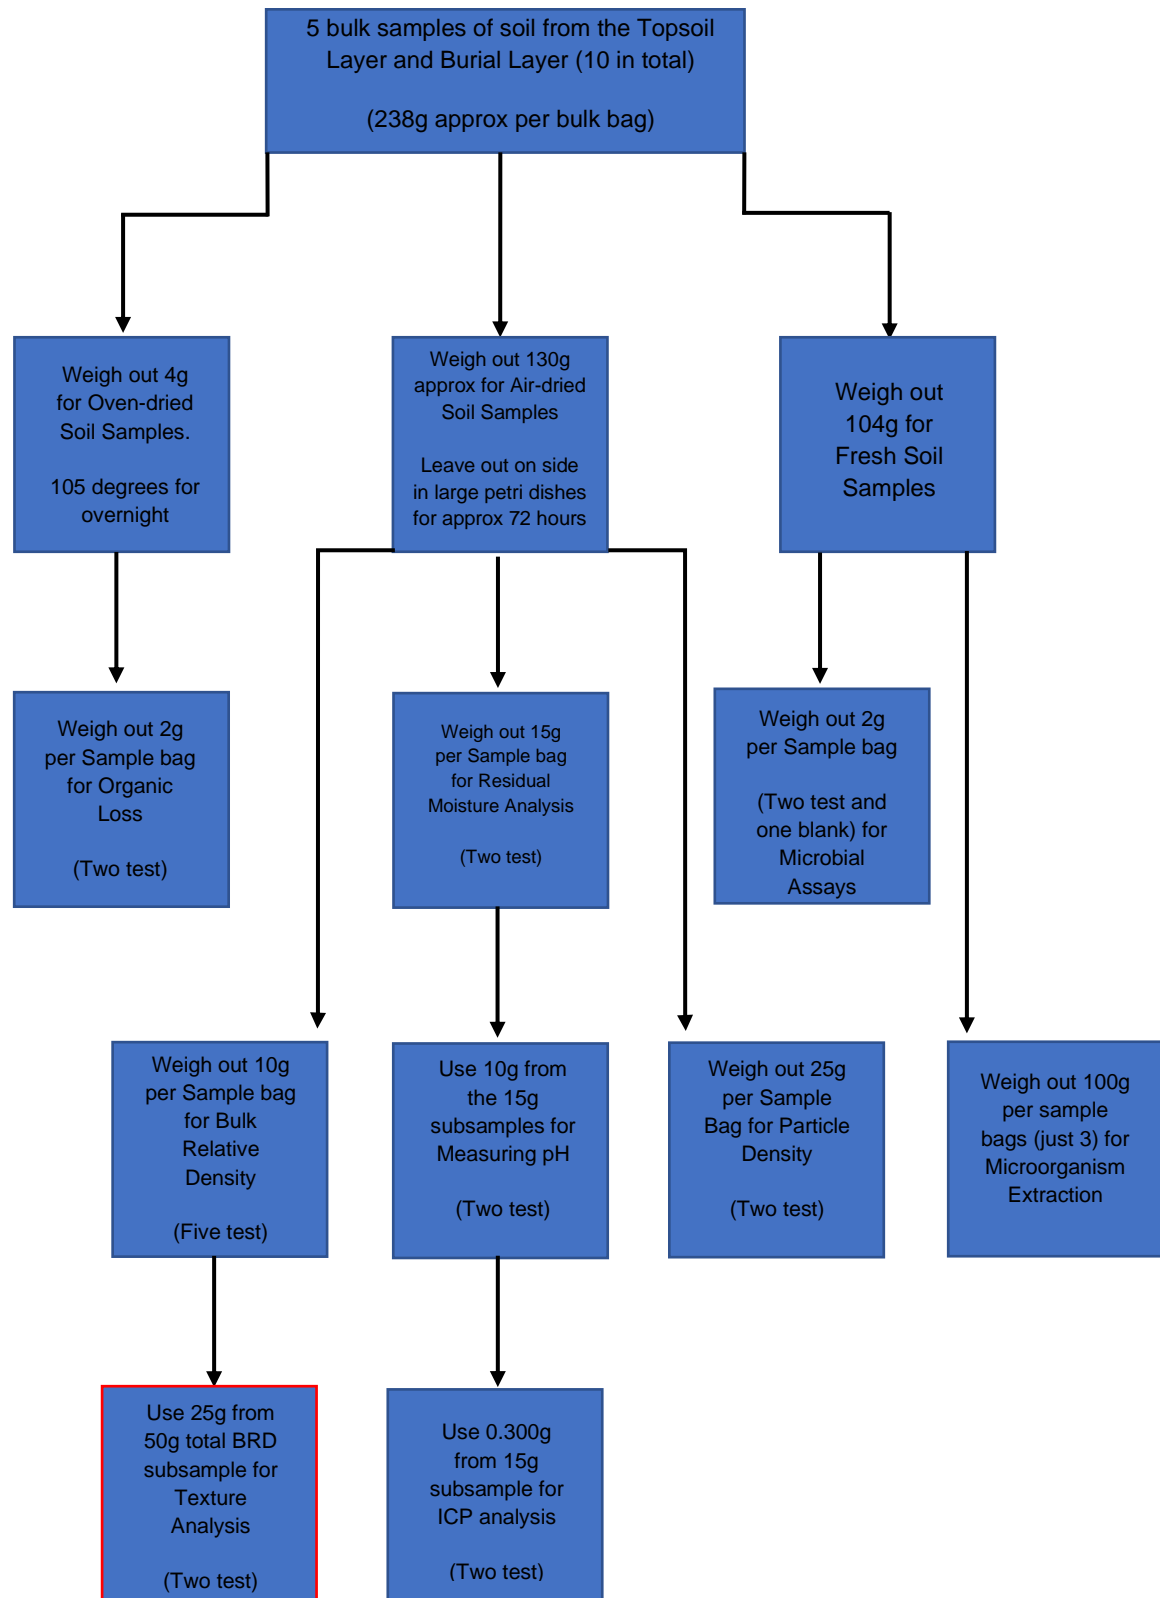 5 bulk samples of soil from the Topsoil
Layer and Burial Layer (10 in total)
(238g approx per bulk bag)
Weigh out 4g
for Oven-dried
Soil Samples.
105 degrees for
overnight
Weigh out 130g
approx for Air-dried
Soil Samples
Leave out on side
in large petri dishes
for approx 72 hours
Weigh out
104g for
Fresh Soil
Samples
Weigh out 2g
per Sample bag
for Organic
Loss
(Two test)
Weigh out 15g
per Sample bag
for Residual
Moisture Analysis
(Two test)
Weigh out 2g
per Sample bag
(Two test and
one blank) for
Microbial
Assays
Weigh out 10g
per Sample bag
for Bulk
Relative
Density
(Five test)
Use 10g from
the 15g
subsamples for
Measuring pH
(Two test)
Weigh out 25g
per Sample
Bag for Particle
Density
(Two test)
Weigh out 100g
per sample
bags (just 3) for
Microorganism
Extraction
Use 25g from
50g total BRD
subsample for
Texture
Analysis
(Two test)
Use 0.300g
from 15g
subsample for
ICP analysis
(Two test)